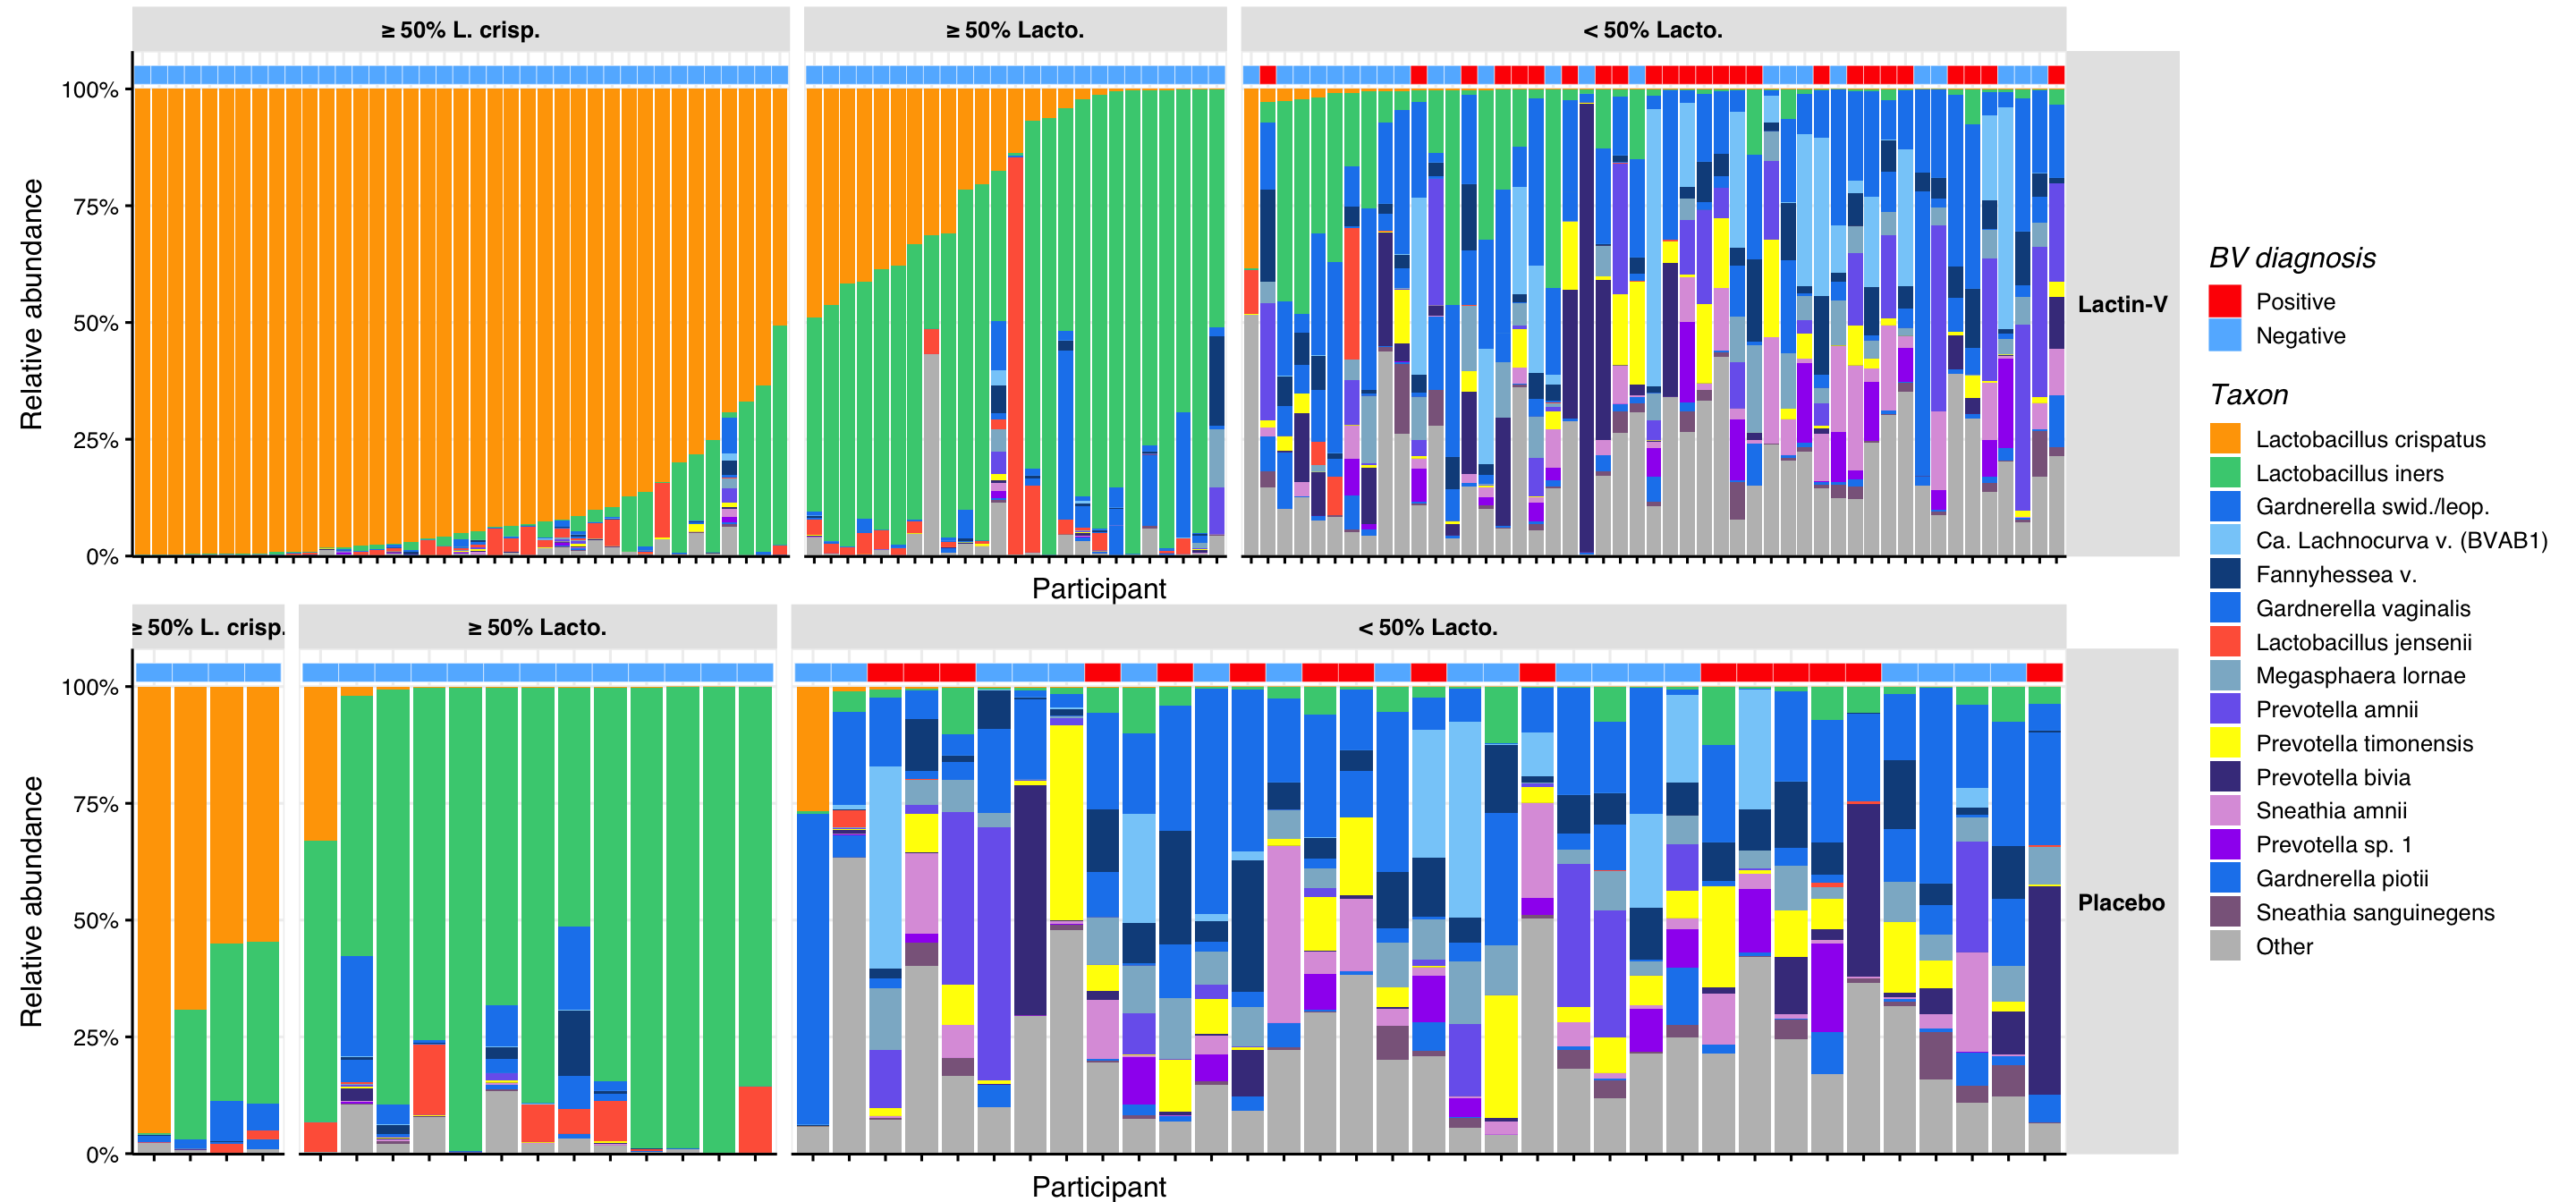 ≥ 50% L. crisp.
≥ 50% Lacto.
< 50% Lacto.
Relative abundance
100%
75%
50%
25%
0%
Lactin-V
Participant
≥ 50% L. crisp.
≥ 50% Lacto.
< 50% Lacto.
Relative abundance
100%
75%
50%
25%
0%
Placebo
Participant
BV diagnosis
Positive
Negative
Taxon
Lactobacillus crispatus
Lactobacillus iners
Gardnerella swid./leop.
Ca. Lachnocurva v. (BVAB1)
Fannyhessea v.
Gardnerella vaginalis
Lactobacillus jensenii
Megasphaera lornae
Prevotella amnii
Prevotella timonensis
Prevotella bivia
Sneathia amnii
Prevotella sp. 1
Gardnerella piotii
Sneathia sanguinegens
Other